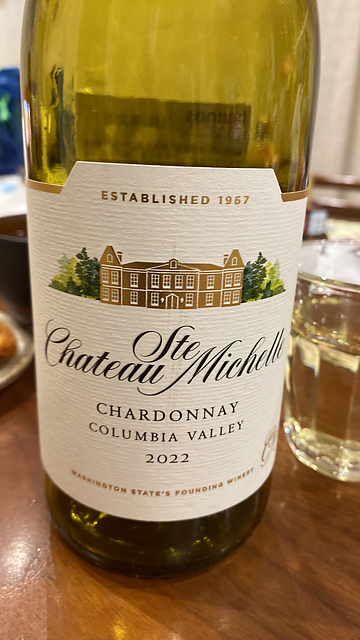 ESTABLISHED 1967
Chateau Ste Michelle
CHARDONNAY
COLUMBIA VALLEY
2022
WASHINGTON STATE'S FOUNDING WINERY